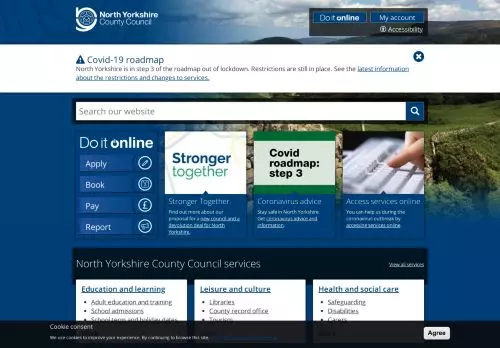 North Yorkshire
County Council
Do it online
My account
Accessibility
Covid-19 roadmap
North Yorkshire is in step 3 of the roadmap out of lockdown. Restrictions are still in place. See the latest information
about the restrictions and changes to services.
Search our website
Do it online
Apply
Book
Pay
Report
Stronger
together
Stronger Together
Find out more about our
proposal for a new council and a
devolution deal for North
Yorkshire.
Covid
roadmap:
step 3
Coronavirus advice
Stay safe in North Yorkshire.
Get coronavirus advice and
information.
Access services online
You can help us during the
coronavirus outbreak by
accessing services online.
North Yorkshire County Council services
View all services
Education and learning
Adult education and training
School admissions
School term and holiday dates
Leisure and culture
Libraries
County record office
Tourism
Health and social care
Safeguarding
Disabilities
Carers
Cookie consent
We use cookies to improve your experience. By continuing to browse this site,
Agree